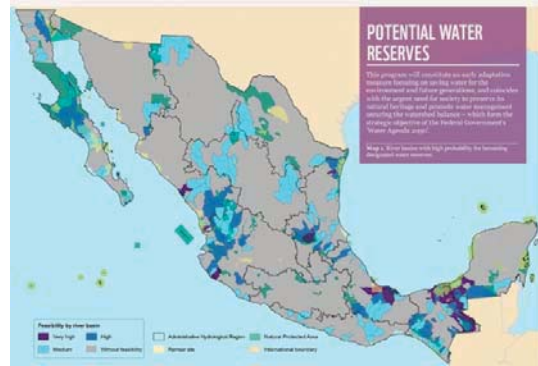 POTENTIAL WATER
RESERVES
This program will constitute an early adaptation
measure focusing on saving water for the
environment and future generations, and coincides
with the urgent need for society to preserve its
natural heritage and promote water management
ensuring the watershed balance – which form the
strategic objective of the Federal Government's
'Water Agenda 2030'.
Map 1. River basins with high probability for becoming
designated water reserves.
Feasibility by river basin
Very high
High
Administrative Hydrological Region
Natural Protected Area
Medium
Without feasibility
Ramsar site
International boundary